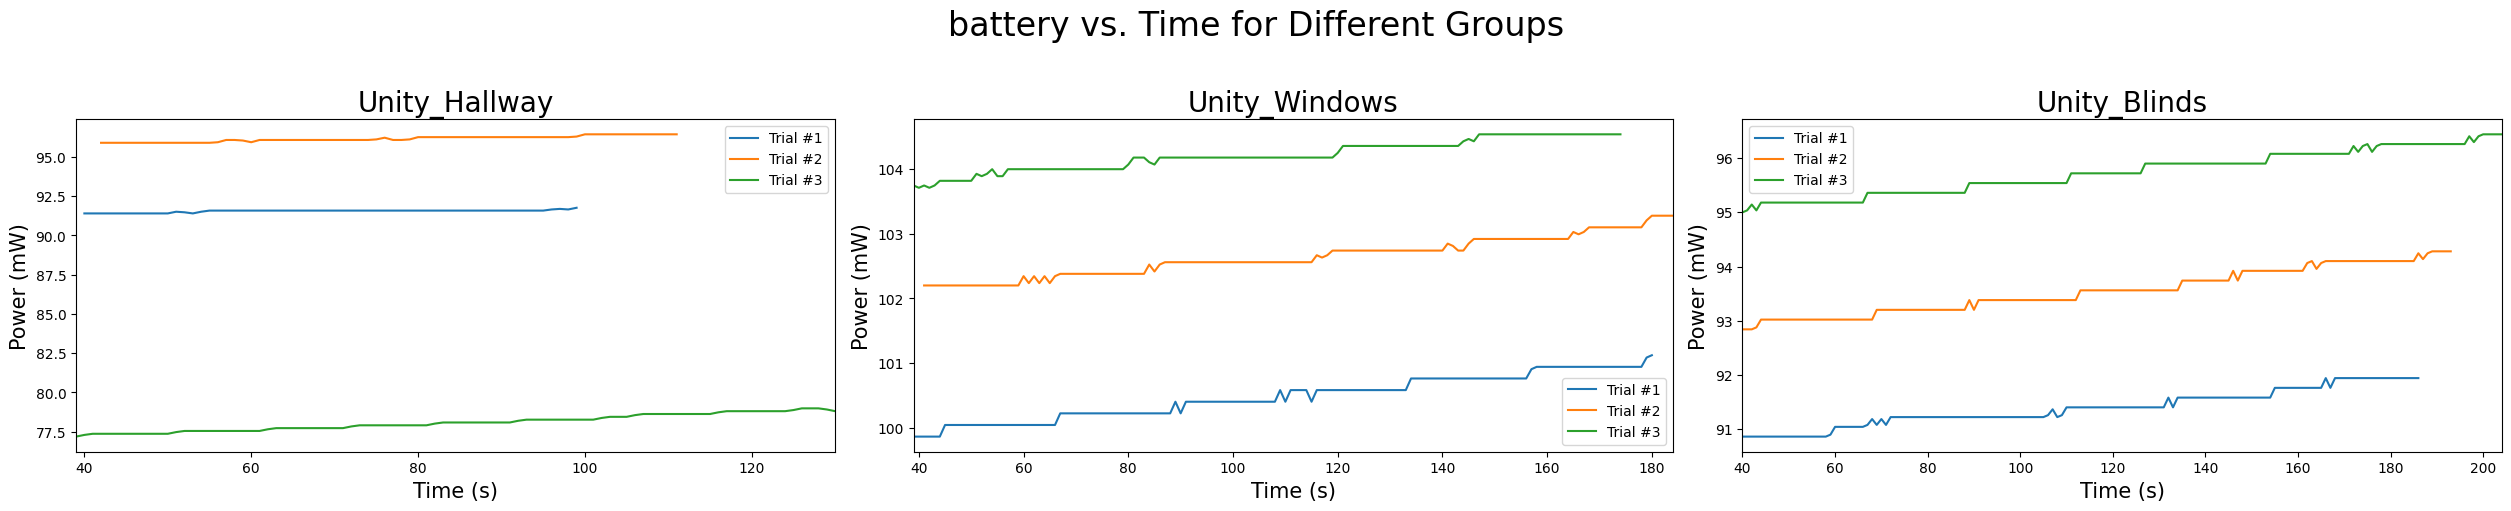 battery vs. Time for Different Groups
Unity_Hallway
Power (mW)
95.0
92.5
90.0
87.5
85.0
82.5
80.0
77.5
40 60 80 100 120
Time (s)
Trial #1
Trial #2
Trial #3
Unity_Windows
Power (mW)
104
103
102
101
100
40 60 80 100 120 140 160 180
Time (s)
Trial #1
Trial #2
Trial #3
Unity_Blinds
Power (mW)
96
95
94
93
92
91
40 60 80 100 120 140 160 180 200
Time (s)
Trial #1
Trial #2
Trial #3